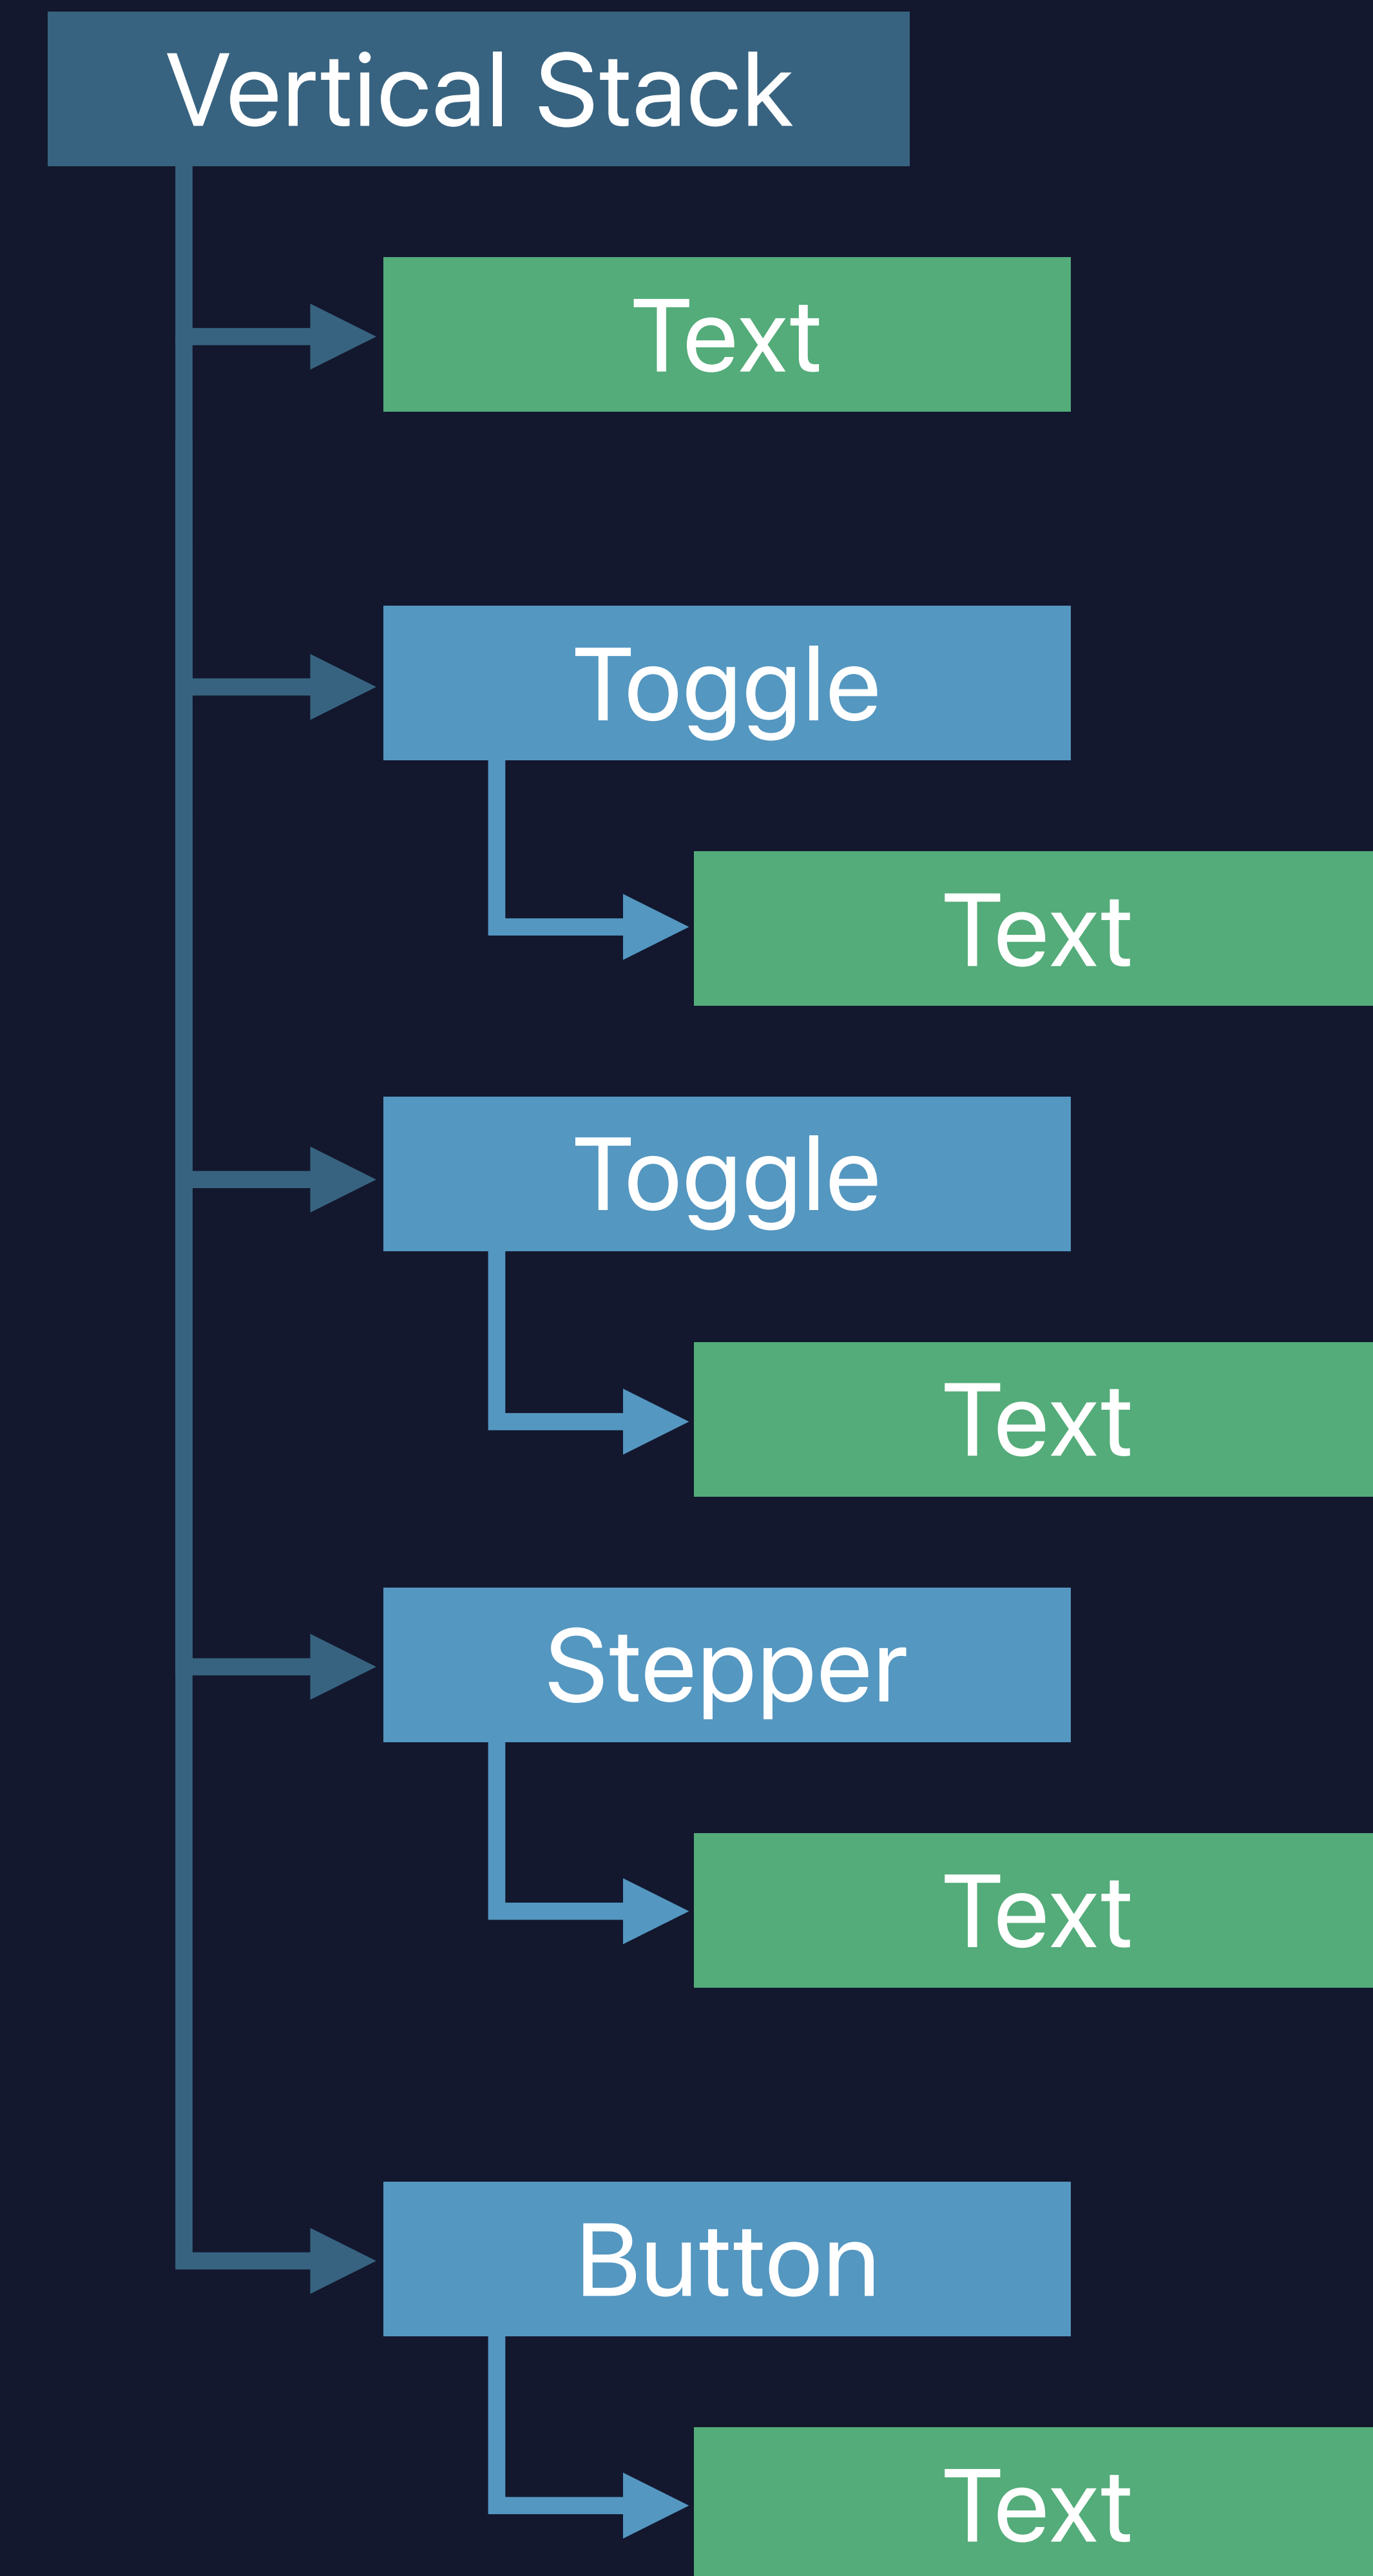 Vertical Stack
Text
Toggle
Text
Toggle
Text
Stepper
Text
Button
Text